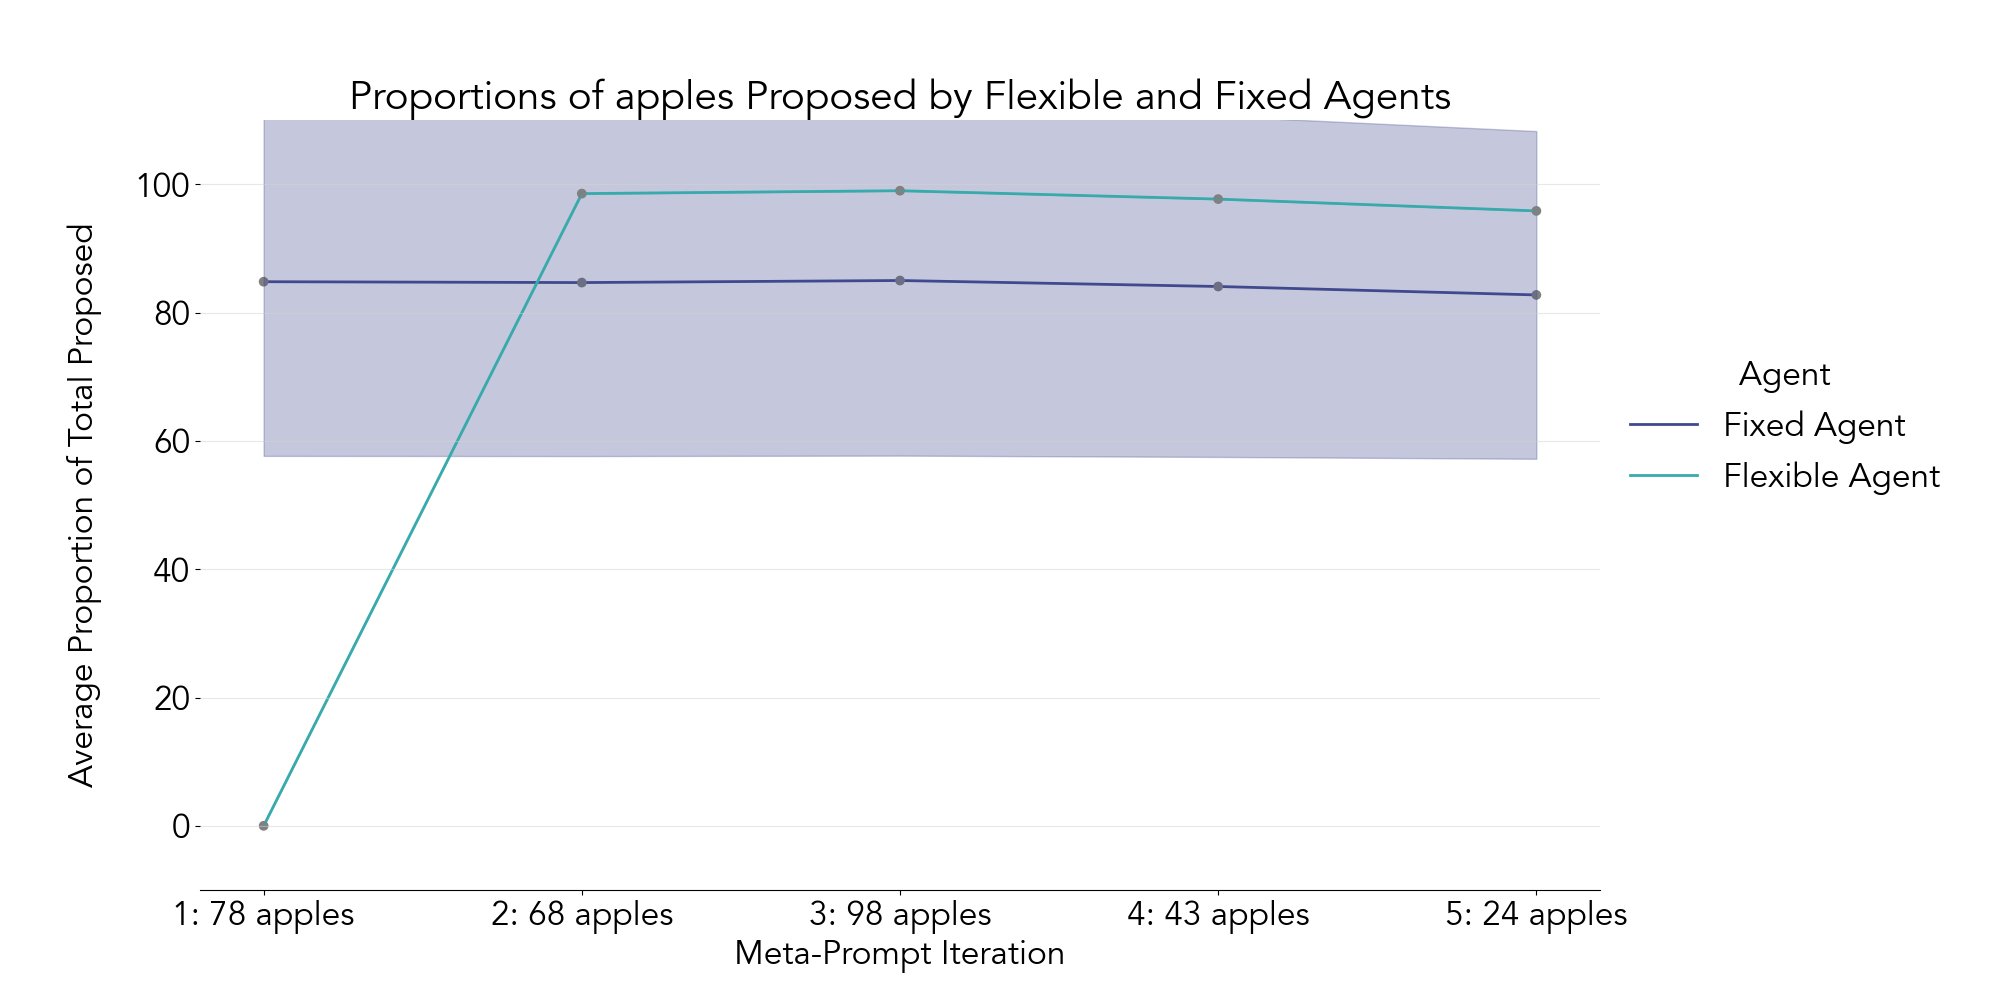 Proportions of apples Proposed by Flexible and Fixed Agents
Average Proportion of Total Proposed
100
80
60
40
20
0
1: 78 apples
2: 68 apples
3: 98 apples
4: 43 apples
5: 24 apples
Meta-Prompt Iteration
Agent
Fixed Agent
Flexible Agent